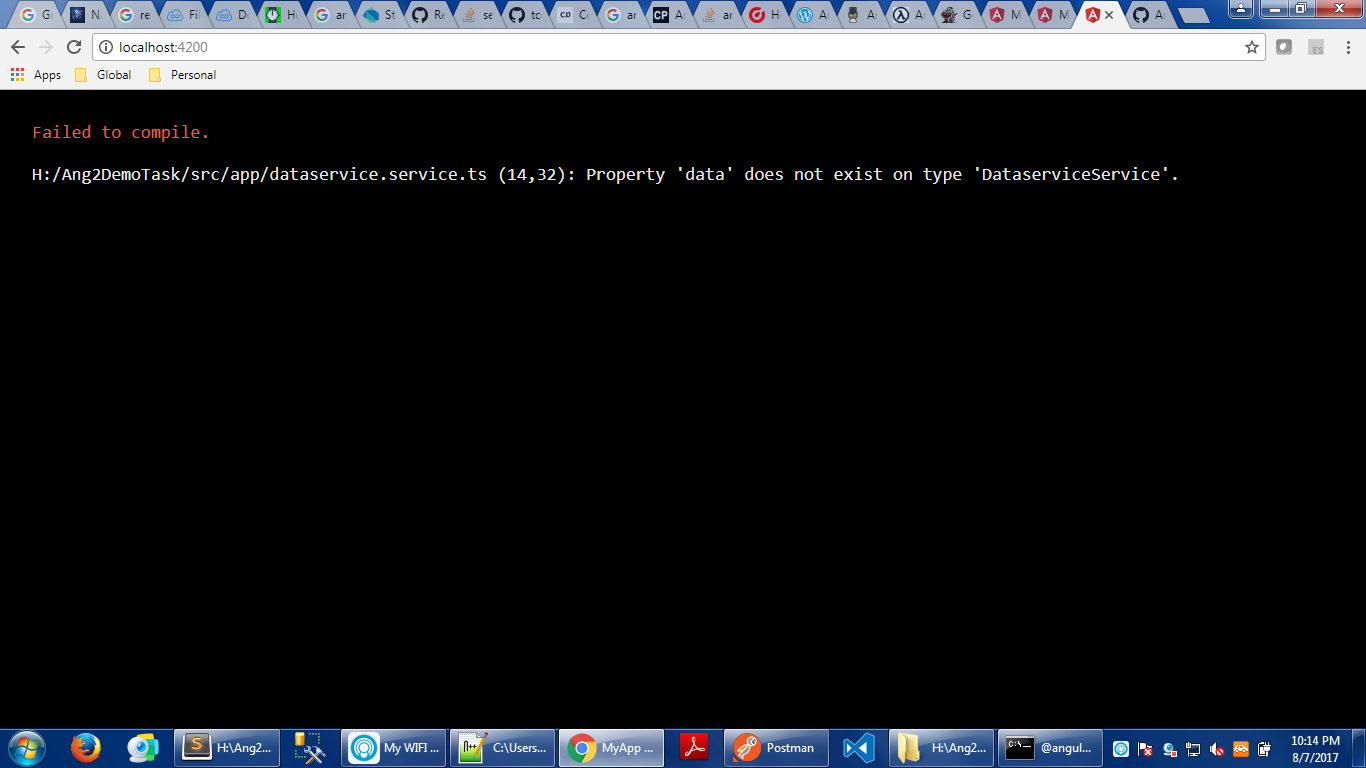 localhost:4200
Apps Global Personal
Failed to compile.
H:/Ang2DemoTask/src/app/dataservice.service.ts (14,32): Property 'data' does not exist on type 'DataserviceService'.
H:\Ang2... My WIFI ... C:\Users... MyApp ... Postman H:\Ang2... @angul...
10:14 PM
8/7/2017